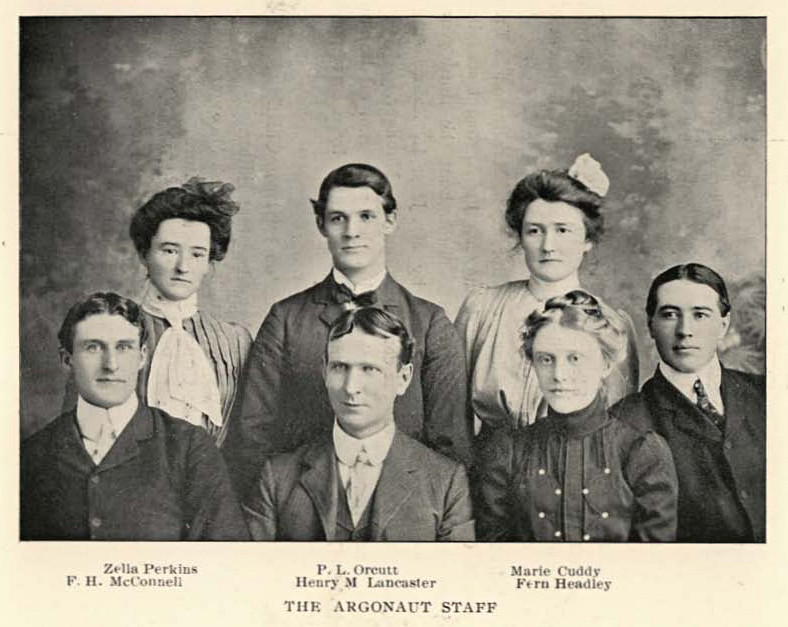 Zella Perkins P. L. Orcutt Marie Cuddy
F. H. McConnell Henry M Lancaster Fern Headley
THE ARGONAUT STAFF